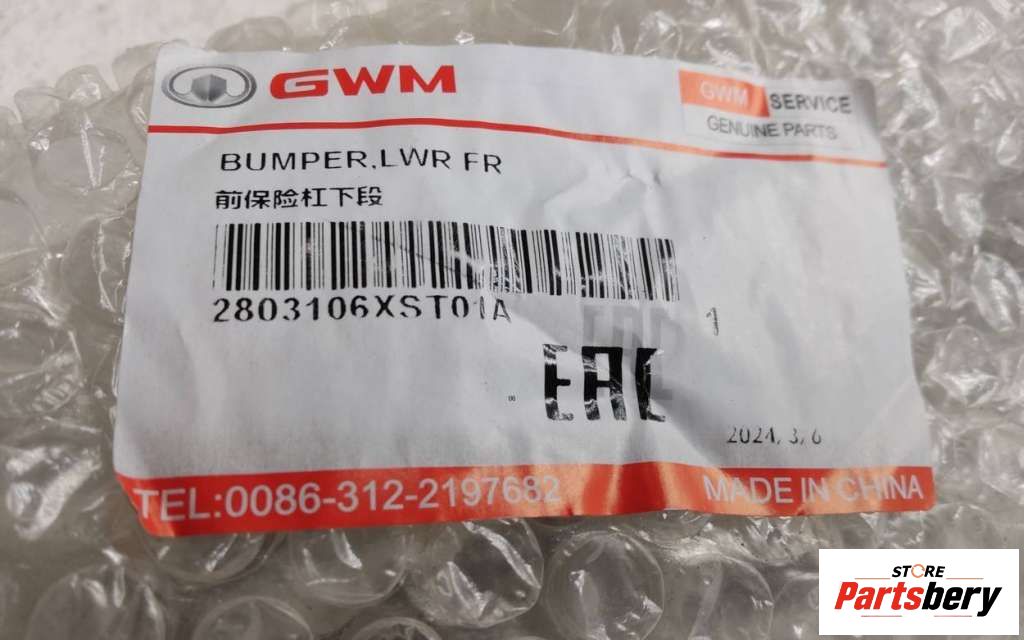 GWM
GWM SERVICE
GENUINE PARTS
BUMPER,LWR FR
前保险杠下段
2803106XST01A
1
EAC
2024/3/6
TEL:0086-312-2197682
MADE IN CHINA
STORE
Partsbery